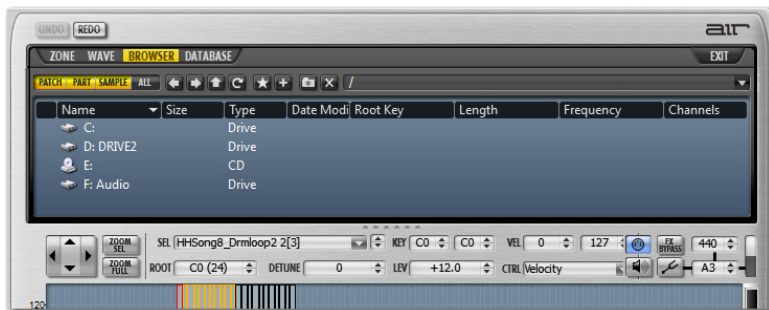 UNDO REDO air
ZONE WAVE BROWSER DATABASE EXIT
PATCH PART SAMPLE ALL /
Name Size Type Date Modi Root Key Length Frequency Channels
C: Drive
D: DRIVE2 Drive
E: CD
F: Audio Drive
ZOOM SEL SEL HHSong8_Drmloop2 2[3] KEY C0 C0 VEL 0 127 FX BYPASS 440
ZOOM FULL ROOT C0 (24) DETUNE 0 LEV +12.0 CTRL Velocity A3
120